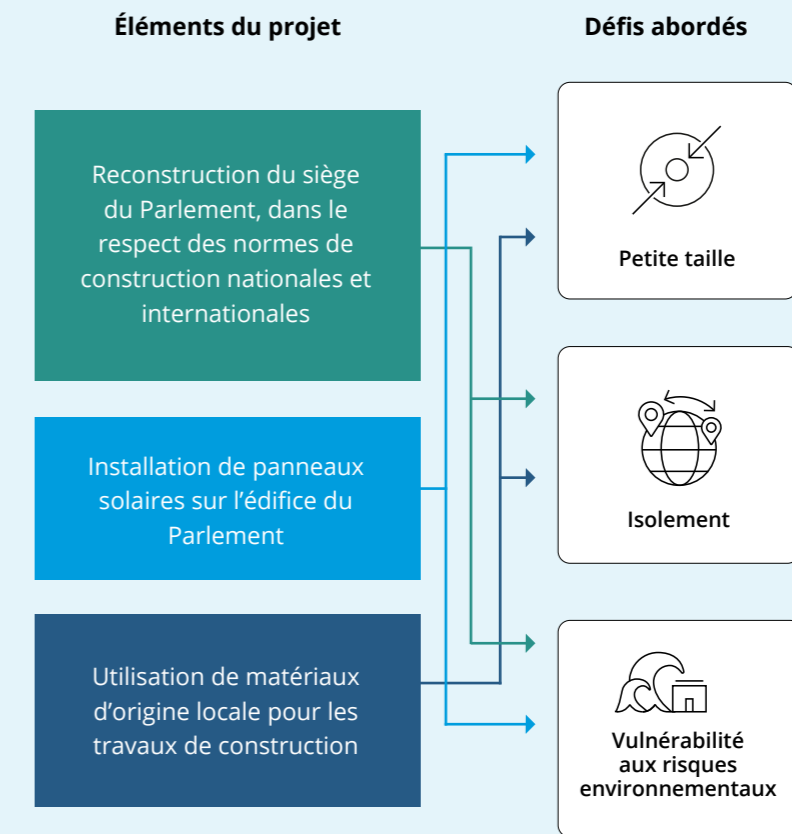 Éléments du projet
Défis abordés
Reconstruction du siège
du Parlement, dans le
respect des normes de
construction nationales et
internationales
Installation de panneaux
solaires sur l’édifice du
Parlement
Utilisation de matériaux
d’origine locale pour les
travaux de construction
Petite taille
Isolement
Vulnérabilité
aux risques
environnementaux